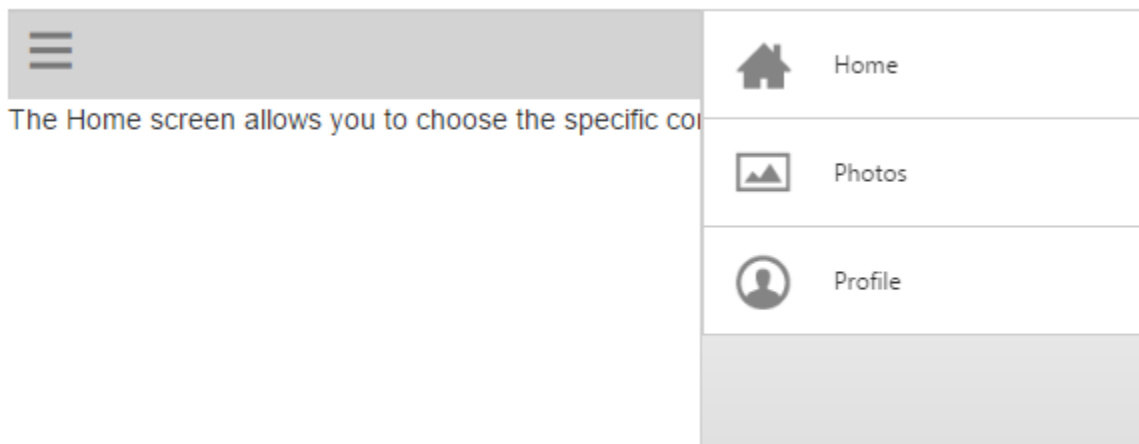 The Home screen allows you to choose the specific
Home
Photos
Profile